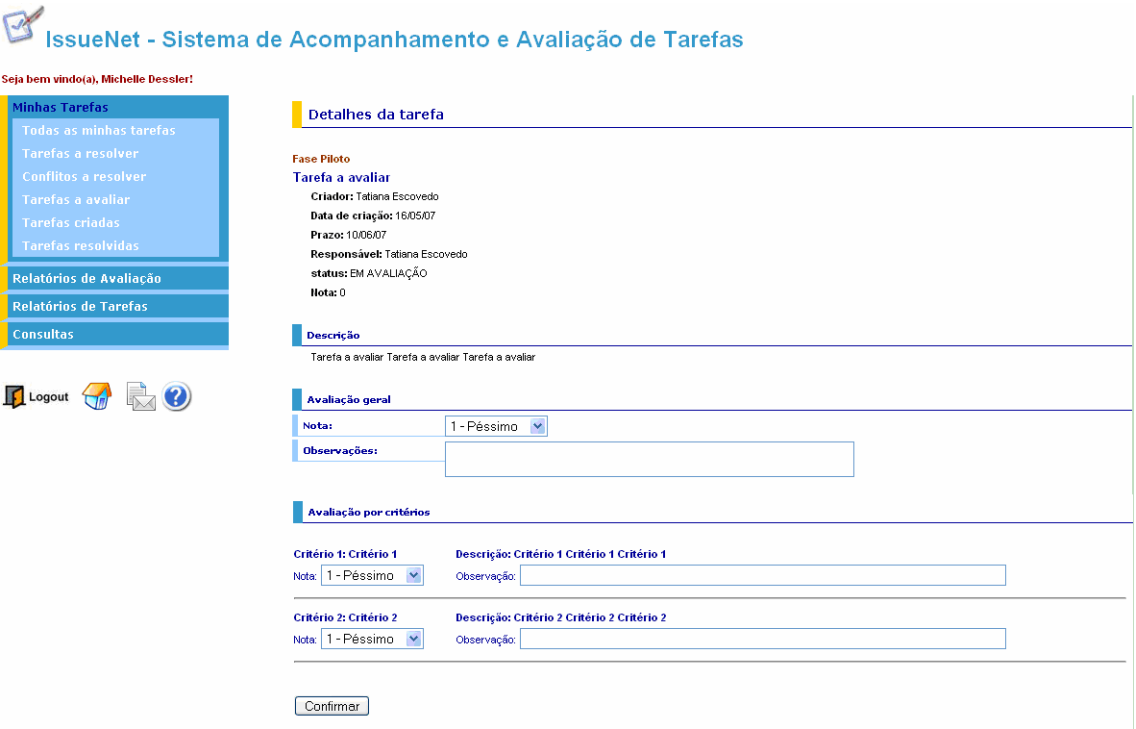 IssueNet - Sistema de Acompanhamento e Avaliação de Tarefas
Seja bem vindo(a), Michelle Dessler!
Minhas Tarefas
Todas as minhas tarefas
Tarefas a resolver
Conflitos a resolver
Tarefas a avaliar
Tarefas criadas
Tarefas resolvidas
Relatórios de Avaliação
Relatórios de Tarefas
Consultas
Logout
Detalhes da tarefa
Fase Piloto
Tarefa a avaliar
Criador: Tatiana Escovedo
Data de criação: 16/05/07
Prazo: 10/06/07
Responsável: Tatiana Escovedo
status: EM AVALIAÇÃO
Nota: 0
Descrição
Tarefa a avaliar Tarefa a avaliar Tarefa a avaliar
Avaliação geral
Nota: 1 - Péssimo
Observações:
Avaliação por critérios
Critério 1: Critério 1 Descrição: Critério 1 Critério 1 Critério 1
Nota: 1 - Péssimo Observação:
Critério 2: Critério 2 Descrição: Critério 2 Critério 2 Critério 2
Nota: 1 - Péssimo Observação:
Confirmar